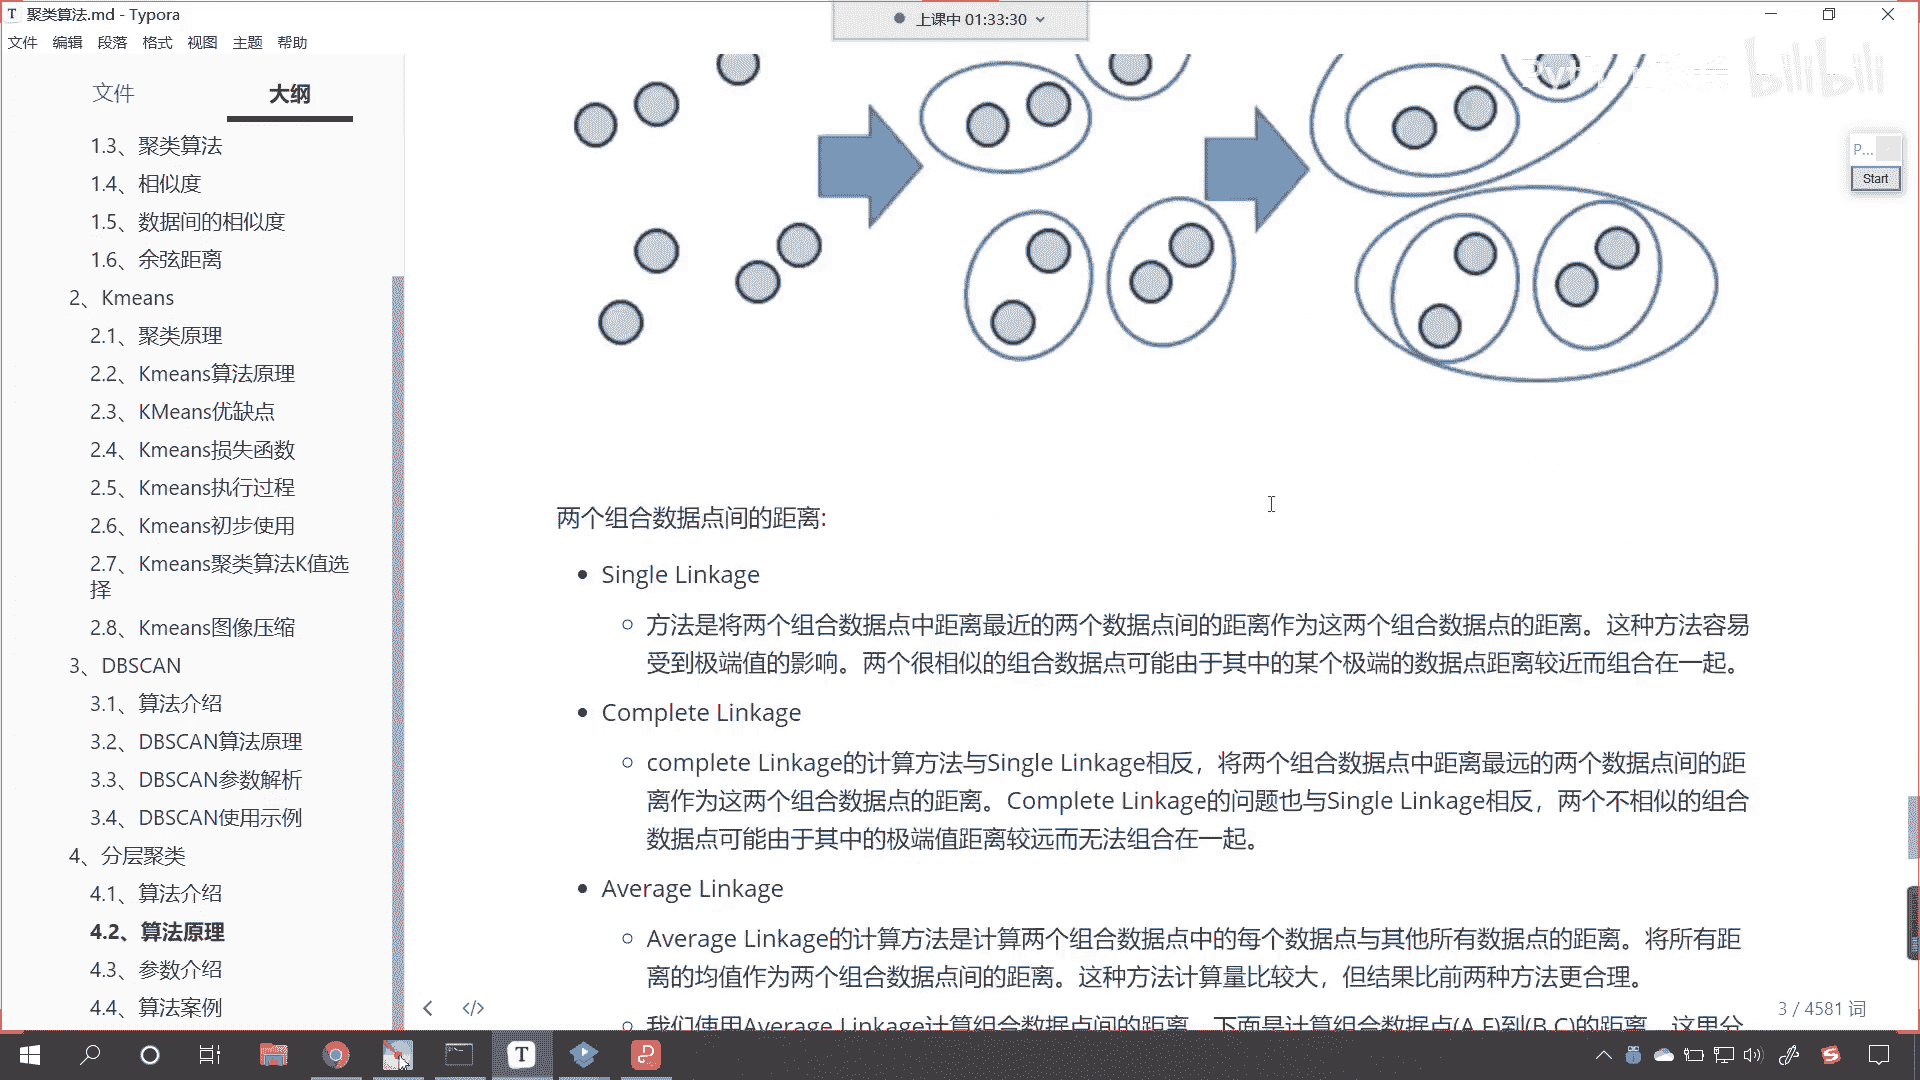 聚类算法.md - Typora
上课中 01:33:30
文件 编辑 段落 格式 视图 主题 帮助
bilibili
文件 大纲
P...
Start
1.3、聚类算法
1.4、相似度
1.5、数据间的相似度
1.6、余弦距离
2、Kmeans
2.1、聚类原理
2.2、Kmeans算法原理
2.3、KMeans优缺点
2.4、Kmeans损失函数
2.5、Kmeans执行过程
2.6、Kmeans初步使用
2.7、Kmeans聚类算法K值选
择
2.8、Kmeans图像压缩
3、DBSCAN
3.1、算法介绍
3.2、DBSCAN算法原理
3.3、DBSCAN参数解析
3.4、DBSCAN使用示例
4、分层聚类
4.1、算法介绍
4.2、算法原理
4.3、参数介绍
4.4、算法案例
两个组合数据点间的距离:
Single Linkage
方法是将两个组合数据点中距离最近的两个数据点间的距离作为这两个组合数据点的距离。这种方法容易
受到极端值的影响。两个很相似的组合数据点可能由于其中的某个极端的数据点距离较近而组合在一起。
Complete Linkage
complete Linkage的计算方法与Single Linkage相反，将两个组合数据点中距离最远的两个数据点间的距
离作为这两个组合数据点的距离。Complete Linkage的问题也与Single Linkage相反，两个不相似的组合
数据点可能由于其中的极端值距离较远而无法组合在一起。
Average Linkage
Average Linkage的计算方法是计算两个组合数据点中的每个数据点与其他所有数据点的距离。将所有距
离的均值作为两个组合数据点间的距离。这种方法计算量比较大，但结果比前两种方法更合理。
我们使用Average Linkage计算组合数据点间的距离。下面是计算组合数据点(A,F)到(B,C)的距离，这里分
3 / 4581 词